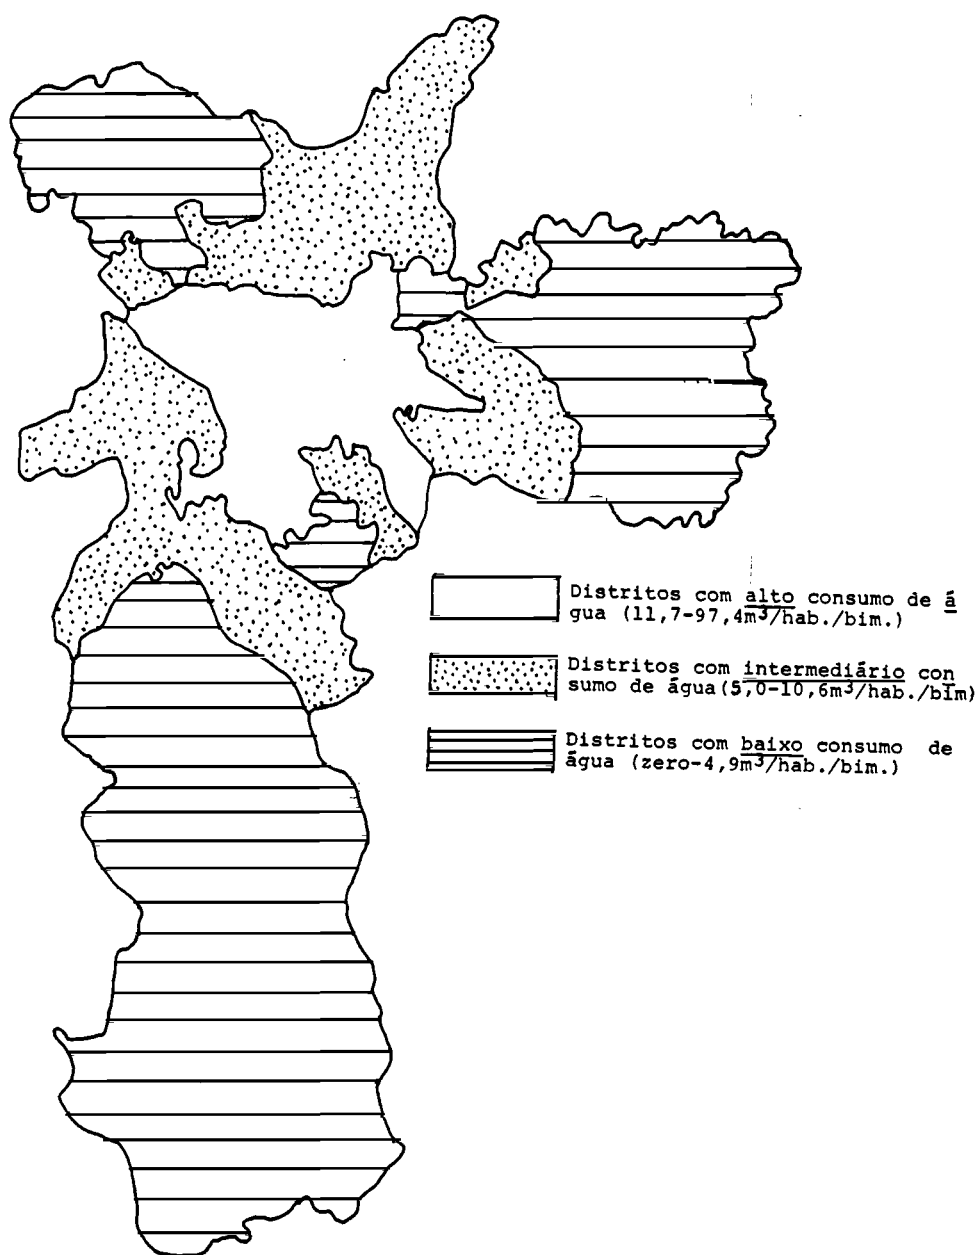 Distritos com alto consumo de á
gua (11,7-97,4m³/hab./bim.)
Distritos com intermediário con
sumo de água(5,0-10,6m³/hab./bim)
Distritos com baixo consumo de
água (zero-4,9m³/hab./bim.)